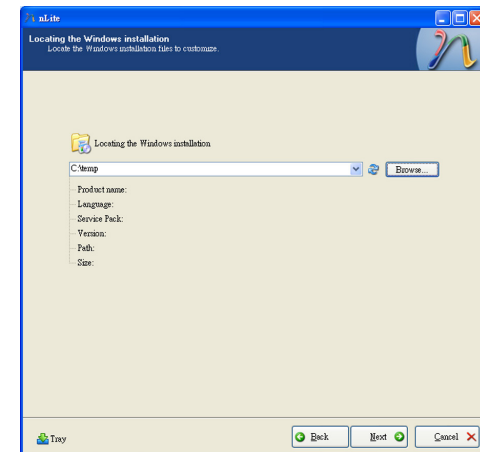 nLite
Locating the Windows installation
Locate the Windows installation files to customize.
Locating the Windows installation
C:\temp
Browse...
Product name:
Language:
Service Pack:
Version:
Path:
Size:
Tray
Back
Next
Cancel